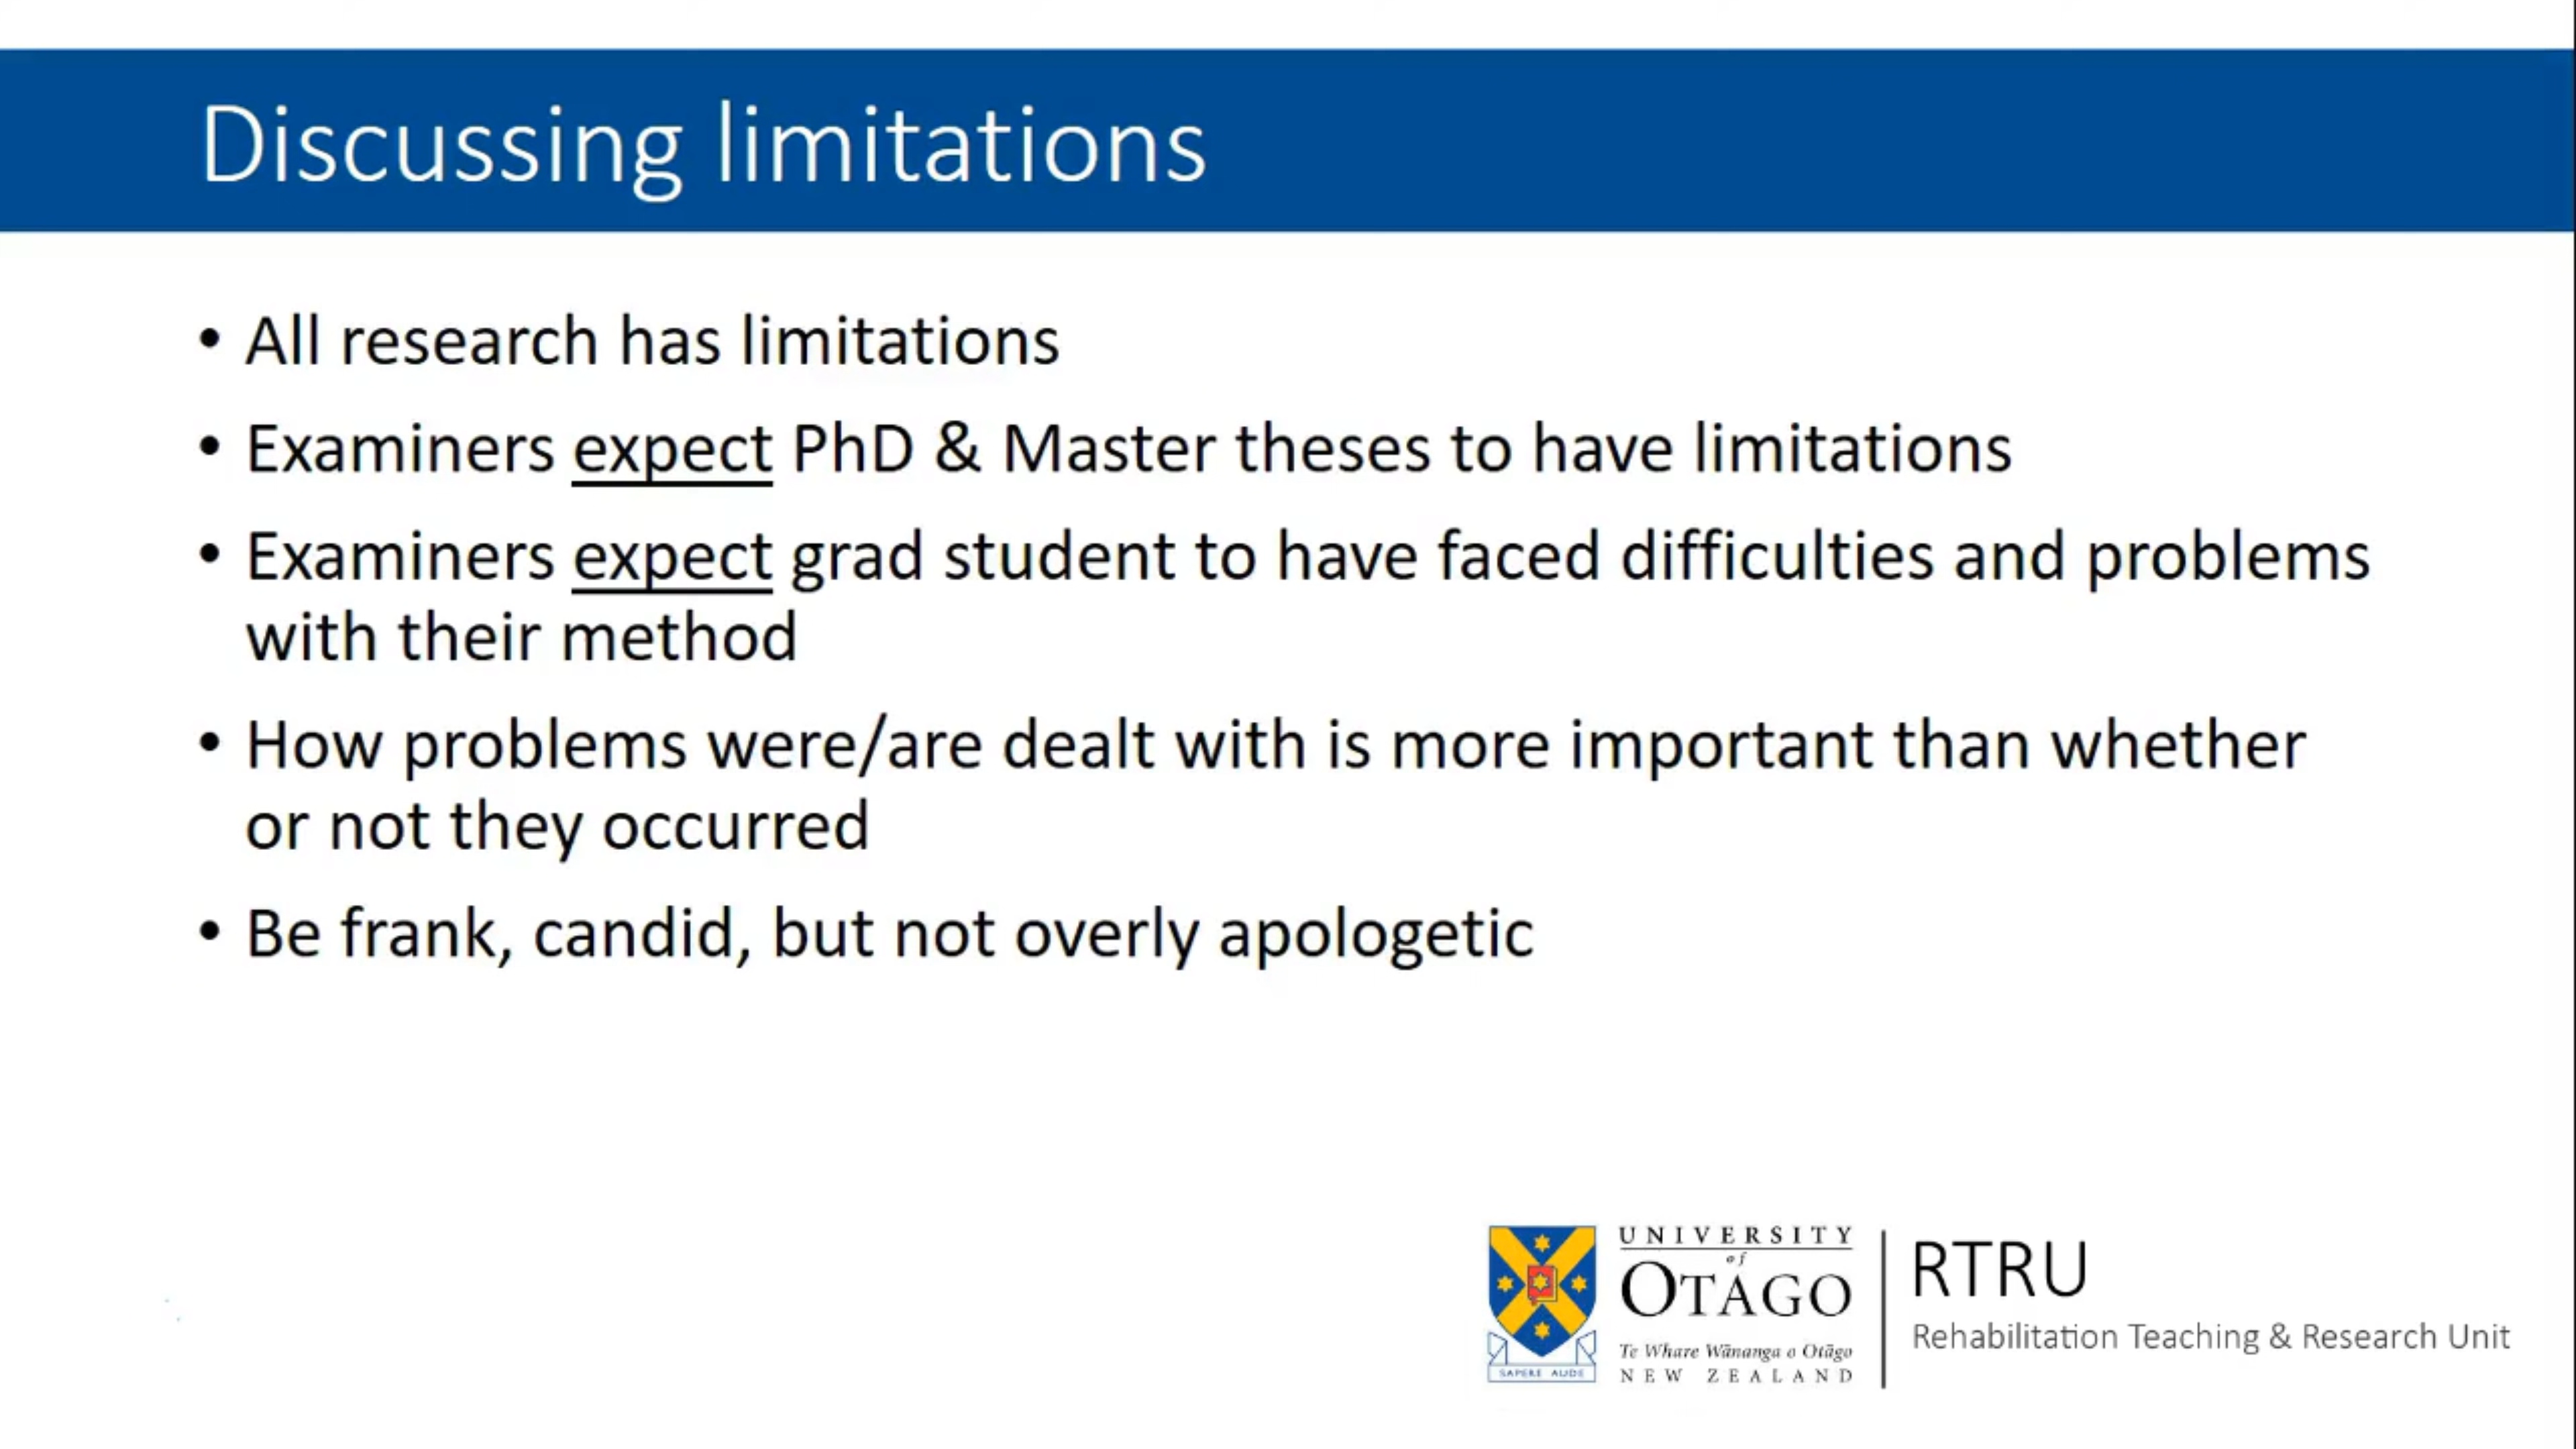 Discussing limitations
• All research has limitations
• Examiners expect PhD & Master theses to have limitations
• Examiners expect grad student to have faced difficulties and problems
with their method
• How problems were/are dealt with is more important than whether
or not they occurred
• Be frank, candid, but not overly apologetic
UNIVERSITY
of
OTAGO
Te Whare Wānanga o Otāgo
NEW ZEALAND
SAPERE AUDE
RTRU
Rehabilitation Teaching & Research Unit